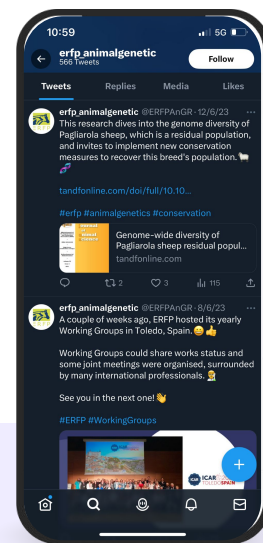 10:59
5G
erfp_animalgenetic
566 Tweets
Follow
Tweets
Replies
Media
Likes
erfp_animalgenetic @ERFPAnGR · 12/6/23
This research dives into the genome diversity of
Pagliarola sheep, which is a residual population,
and invites to implement new conservation
measures to recover this breed's population. 🐑
🧬
tandfonline.com/doi/full/10.10...
#erfp #animalgenetics #conservation
Genome-wide diversity of
Pagliarola sheep residual popul...
tandfonline.com
2
3
115
erfp_animalgenetic @ERFPAnGR · 8/6/23
A couple of weeks ago, ERFP hosted its yearly
Working Groups in Toledo, Spain. 😄👍
Working Groups could share works status and
some joint meetings were organised, surrounded
by many international professionals.
See you in the next one! 👋
#ERFP #WorkingGroups
ICAR
TOLEDO SPAIN